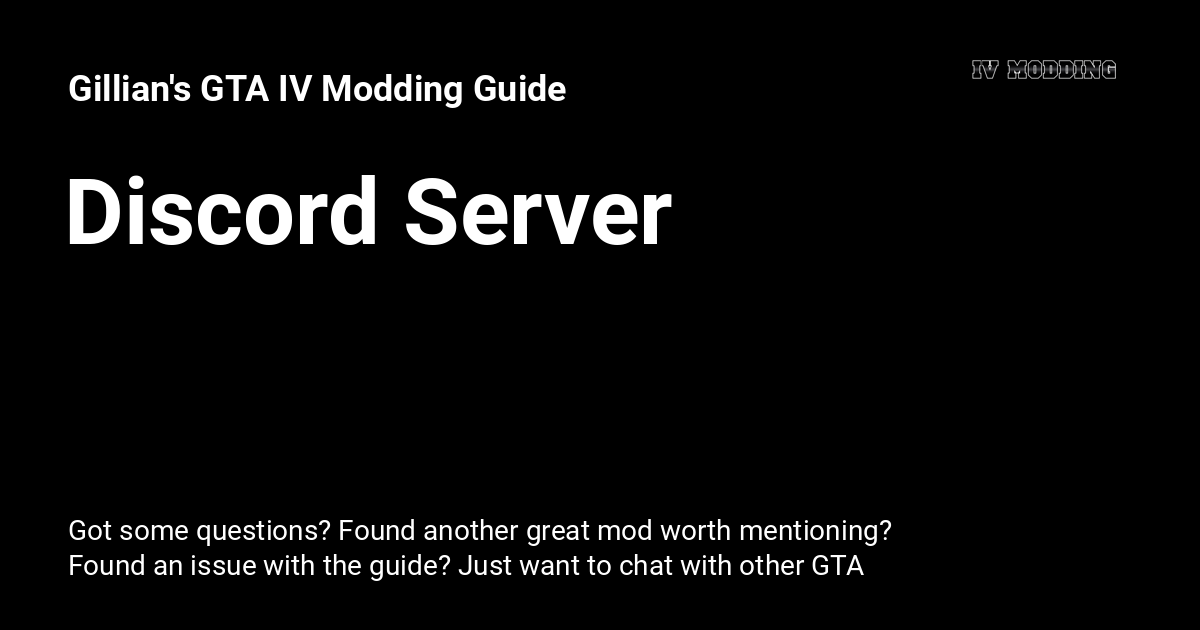 Gillian's GTA IV Modding Guide
IV MODDING
Discord Server
Got some questions? Found another great mod worth mentioning?
Found an issue with the guide? Just want to chat with other GTA